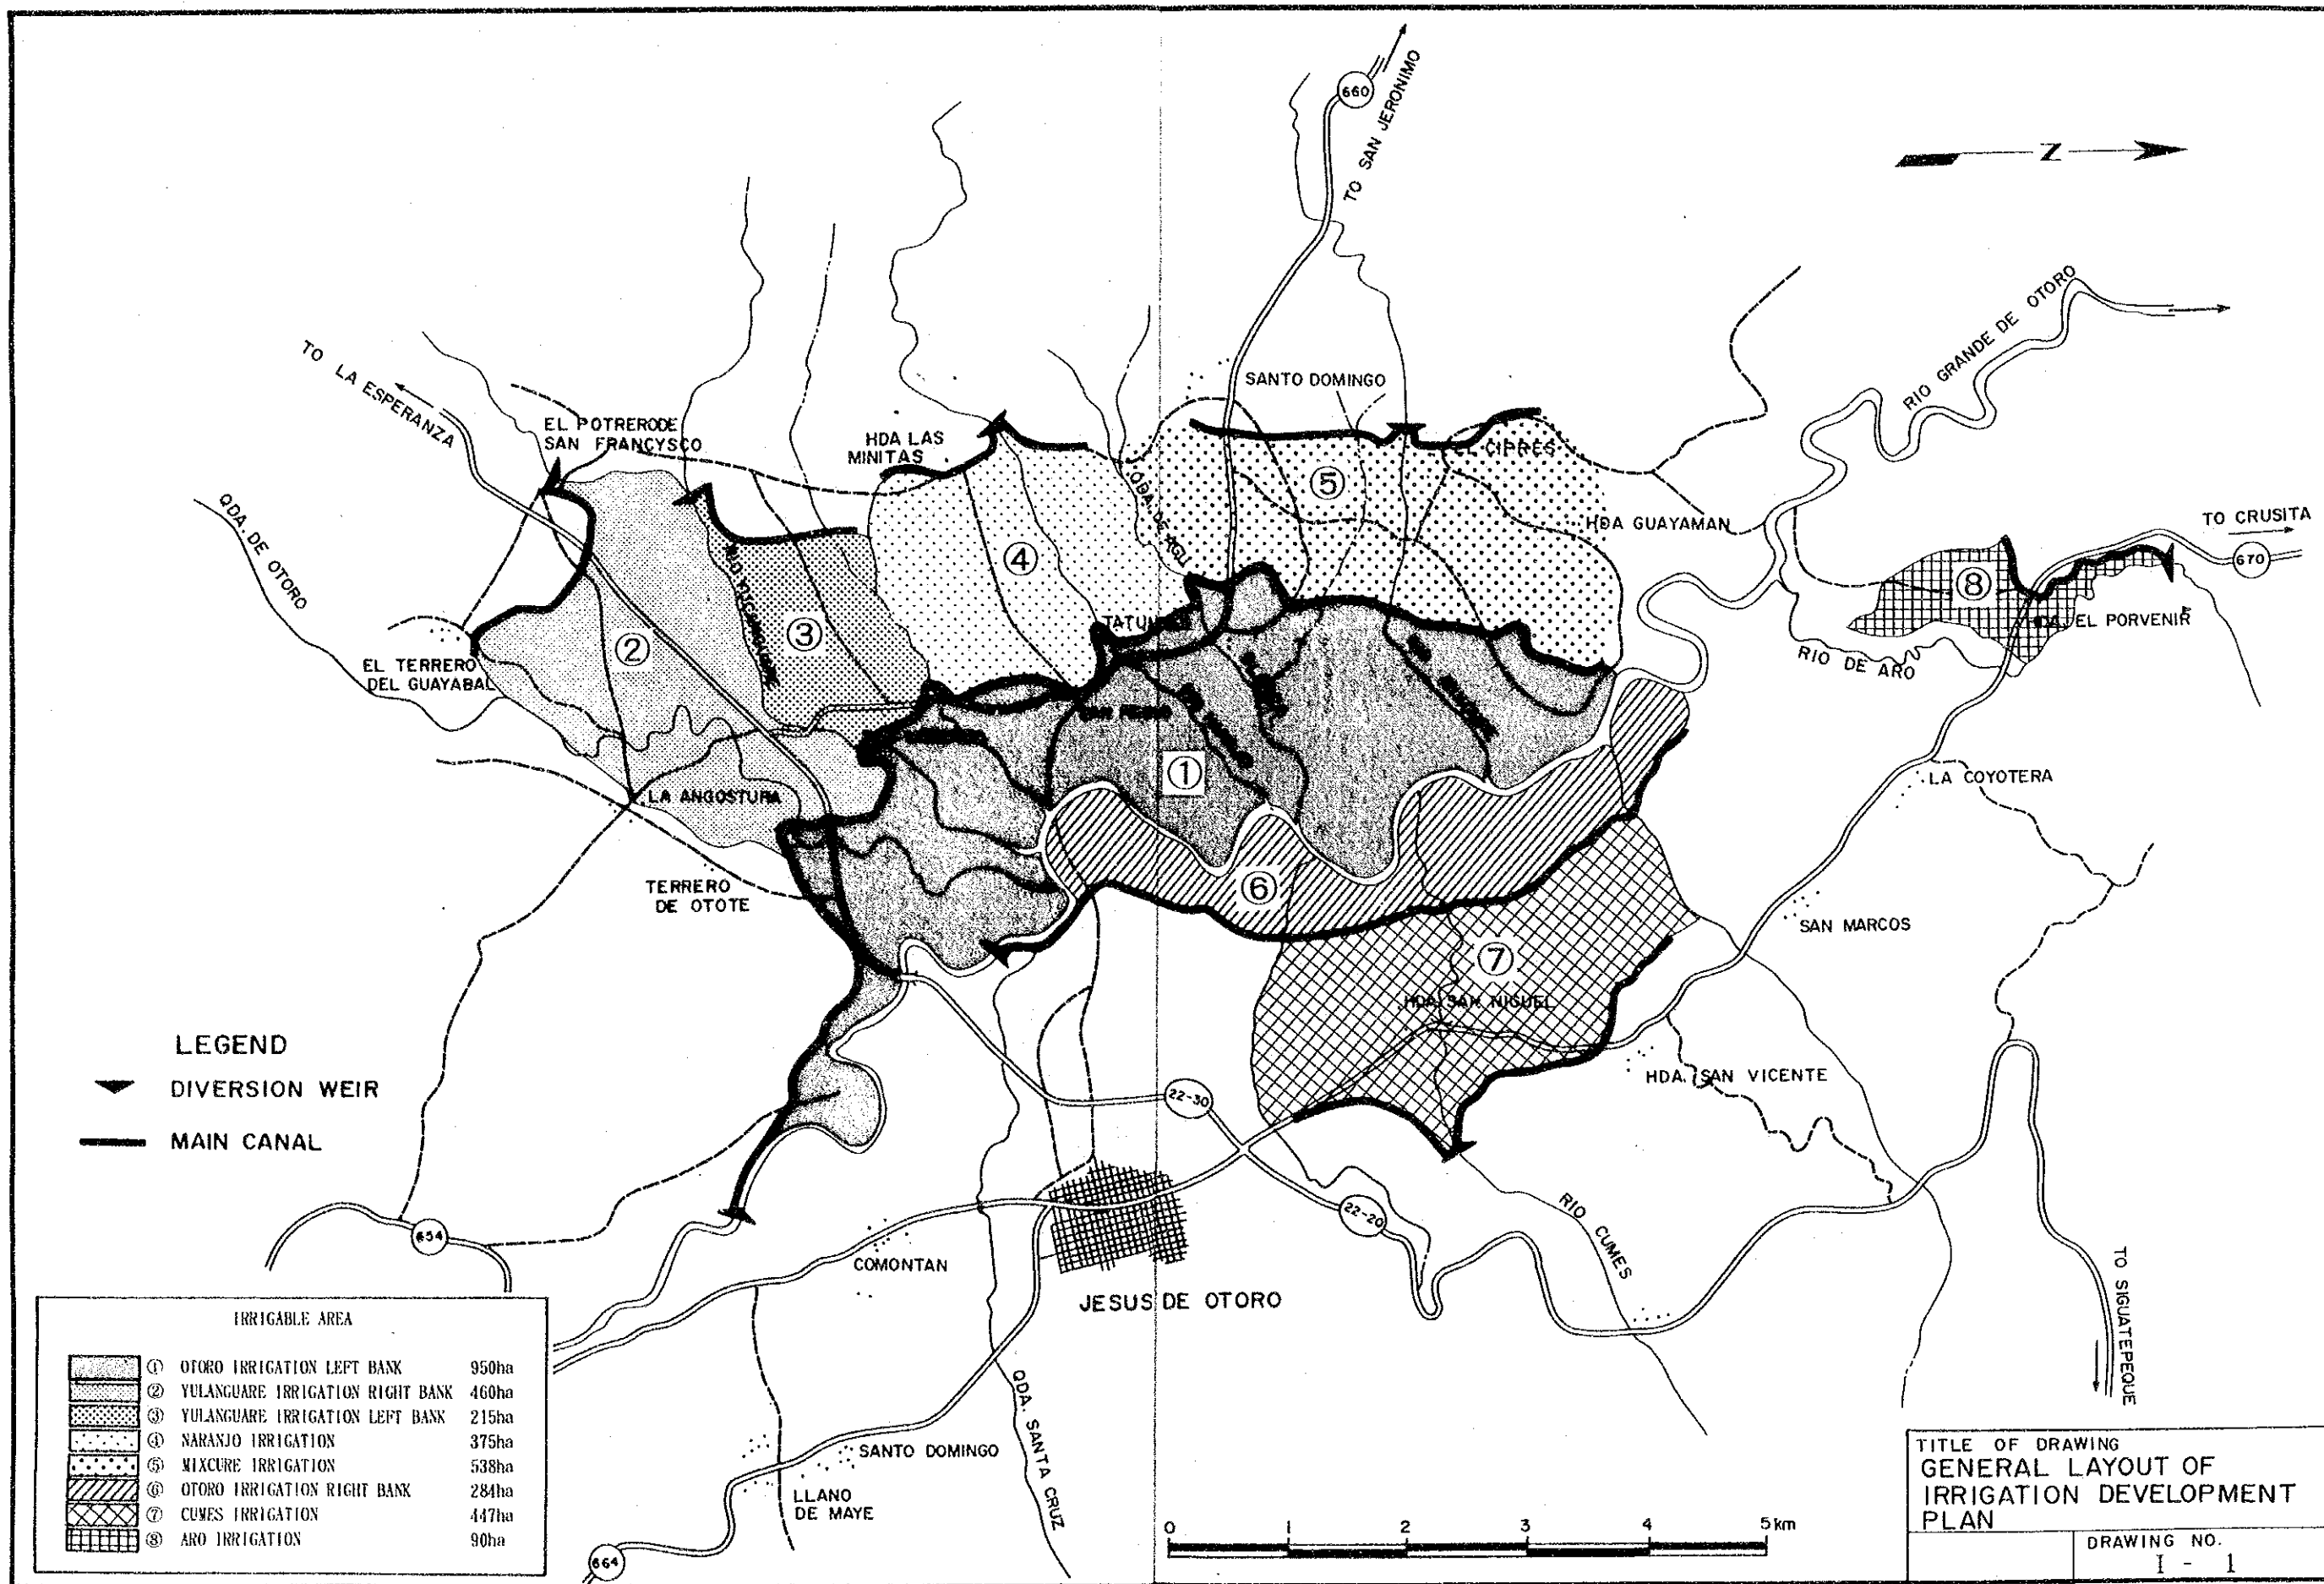 660
TO SAN JERONIMO
Z
RIO GRANDE DE OTORO
TO LA ESPERANZA
SANTO DOMINGO
EL POTRERODE
SAN FRANCYSCO
HDA LAS
MINITAS
EL CIPRES
QDA. DE OTORO
⑤
HDA GUAYAMAN
TO CRUSITA
670
④
⑧
③
②
EL PORVENIR
EL TERRERO
DEL GUAYABAL
RIO DE ARO
①
LA COYOTERA
LA ANGOSTURA
⑥
TERRERO
DE OTOTE
SAN MARCOS
⑦
HDA. SAN NIGUEL
LEGEND
DIVERSION WEIR
MAIN CANAL
22-30
HDA. SAN VICENTE
22-20
RIO CUMES
654
COMONTAN
JESUS DE OTORO
TO SIGUATEPEQUE
QDA. SANTA CRUZ
SANTO DOMINGO
LLANO
DE MAYE
664
IRRIGABLE AREA
① OTORO IRRIGATION LEFT BANK 950ha
② YULANGUARE IRRIGATION RIGHT BANK 460ha
③ YULANGUARE IRRIGATION LEFT BANK 215ha
④ NARANJO IRRIGATION 375ha
⑤ MIXCURE IRRIGATION 538ha
⑥ OTORO IRRIGATION RIGHT BANK 284ha
⑦ CUMES IRRIGATION 447ha
⑧ ARO IRRIGATION 90ha
0 1 2 3 4 5km
TITLE OF DRAWING
GENERAL LAYOUT OF
IRRIGATION DEVELOPMENT
PLAN
DRAWING NO.
I - 1